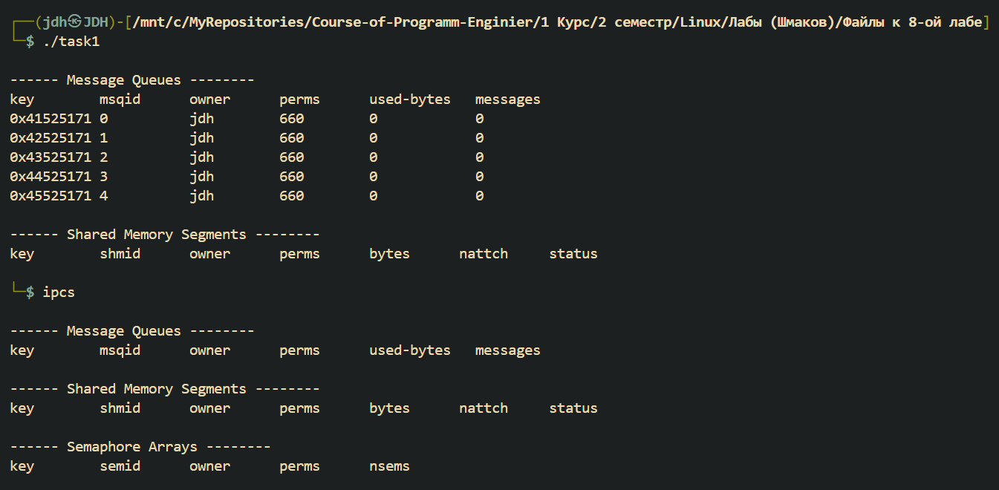 ┌──(jdh㉿JDH)-[/mnt/c/MyRepositories/Course-of-Programm-Enginier/1 Курс/2 семестр/Linux/Лабы (Шмаков)/Файлы к 8-ой лабе]
└─$ ./task1
------ Message Queues --------
key        msqid      owner      perms      used-bytes   messages
0x41525171 0          jdh        660        0            0
0x42525171 1          jdh        660        0            0
0x43525171 2          jdh        660        0            0
0x44525171 3          jdh        660        0            0
0x45525171 4          jdh        660        0            0
------ Shared Memory Segments --------
key        shmid      owner      perms      bytes      nattch     status
└─$ ipcs
------ Message Queues --------
key        msqid      owner      perms      used-bytes   messages
------ Shared Memory Segments --------
key        shmid      owner      perms      bytes      nattch     status
------ Semaphore Arrays --------
key        semid      owner      perms      nsems